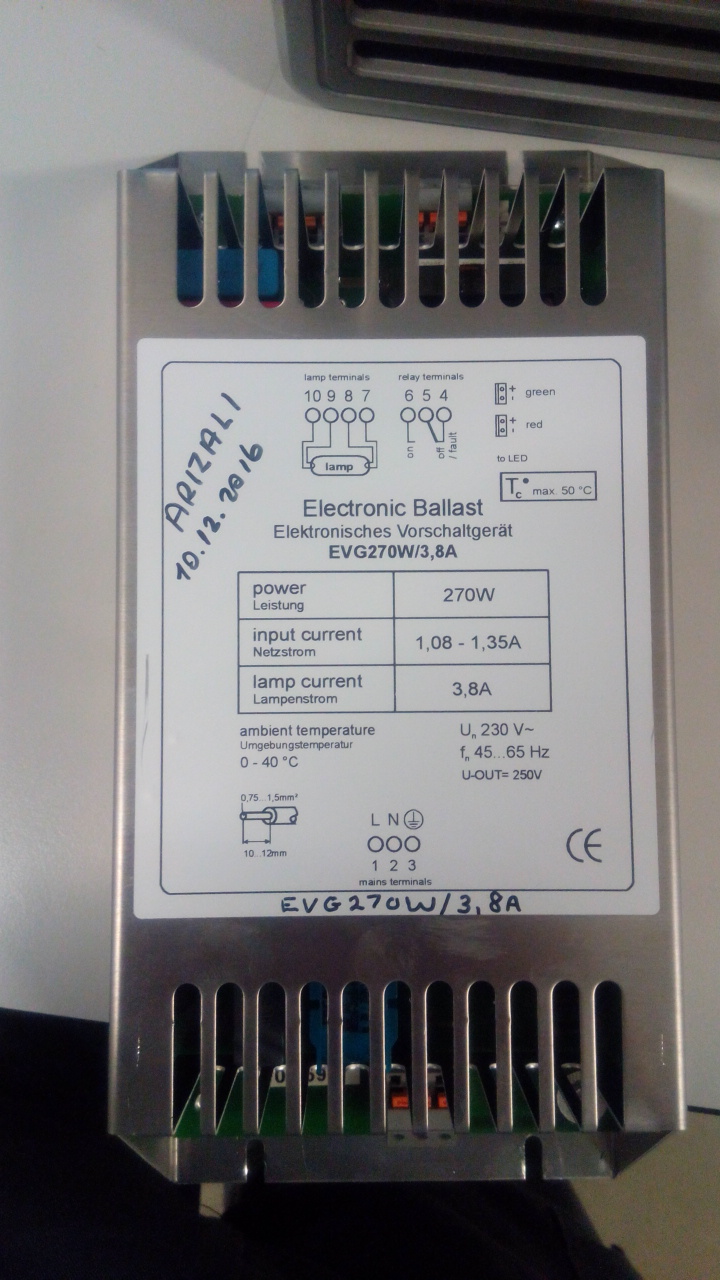 lamp terminals
relay terminals
10 9 8 7
6 5 4
+
-
green
+
-
red
on
off
/ fault
lamp
to LED
Tc• max. 50 °C
ARIZALI
10.12.2016
Electronic Ballast
Elektronisches Vorschaltgerät
EVG270W/3,8A
power
Leistung
270W
input current
Netzstrom
1,08 - 1,35A
lamp current
Lampenstrom
3,8A
ambient temperature
Umgebungstemperatur
0 - 40 °C
Un 230 V~
fn 45...65 Hz
U-OUT= 250V
0,75...1,5mm²
10...12mm
L N
1 2 3
mains terminals
CE
EVG270W/3,8A